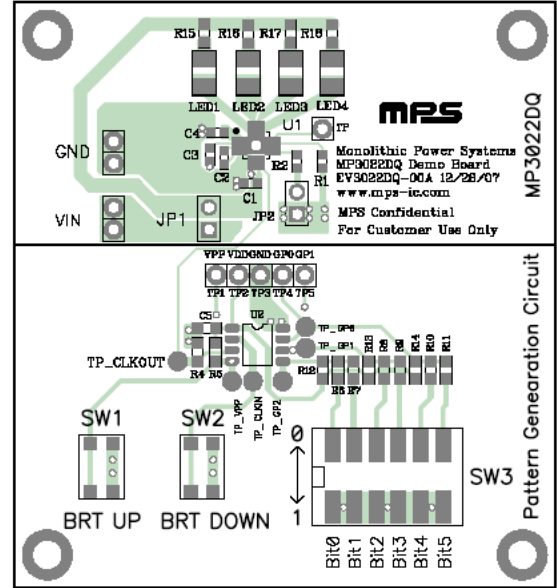 R15 R16 R17 R18
LED1 LED2 LED3 LED4
mps
U1
TP
C4
C3
C2
C1
R2
R1
GND
VIN
JP1
JP2
Monolithic Power Systems
MP3022DQ Demo Board
EV3022DQ-00A 12/26/07
www.mps-ic.com
MPS Confidential
For Customer Use Only
MP3022DQ
VPP VDD GND GP0 GP1
TP1 TP2 TP3 TP4 TP5
U2
C5
TP_GP1
TP_CLKOUT
R4 R5
R12
R6 R7
R13 R8 R9 R14 R10 R11
TP_VPP
TP_CLKIN
TP_GP2
SW1
SW2
BRT UP
BRT DOWN
0
1
SW3
Bit0 Bit1 Bit2 Bit3 Bit4 Bit5
Pattern Genearation Circuit